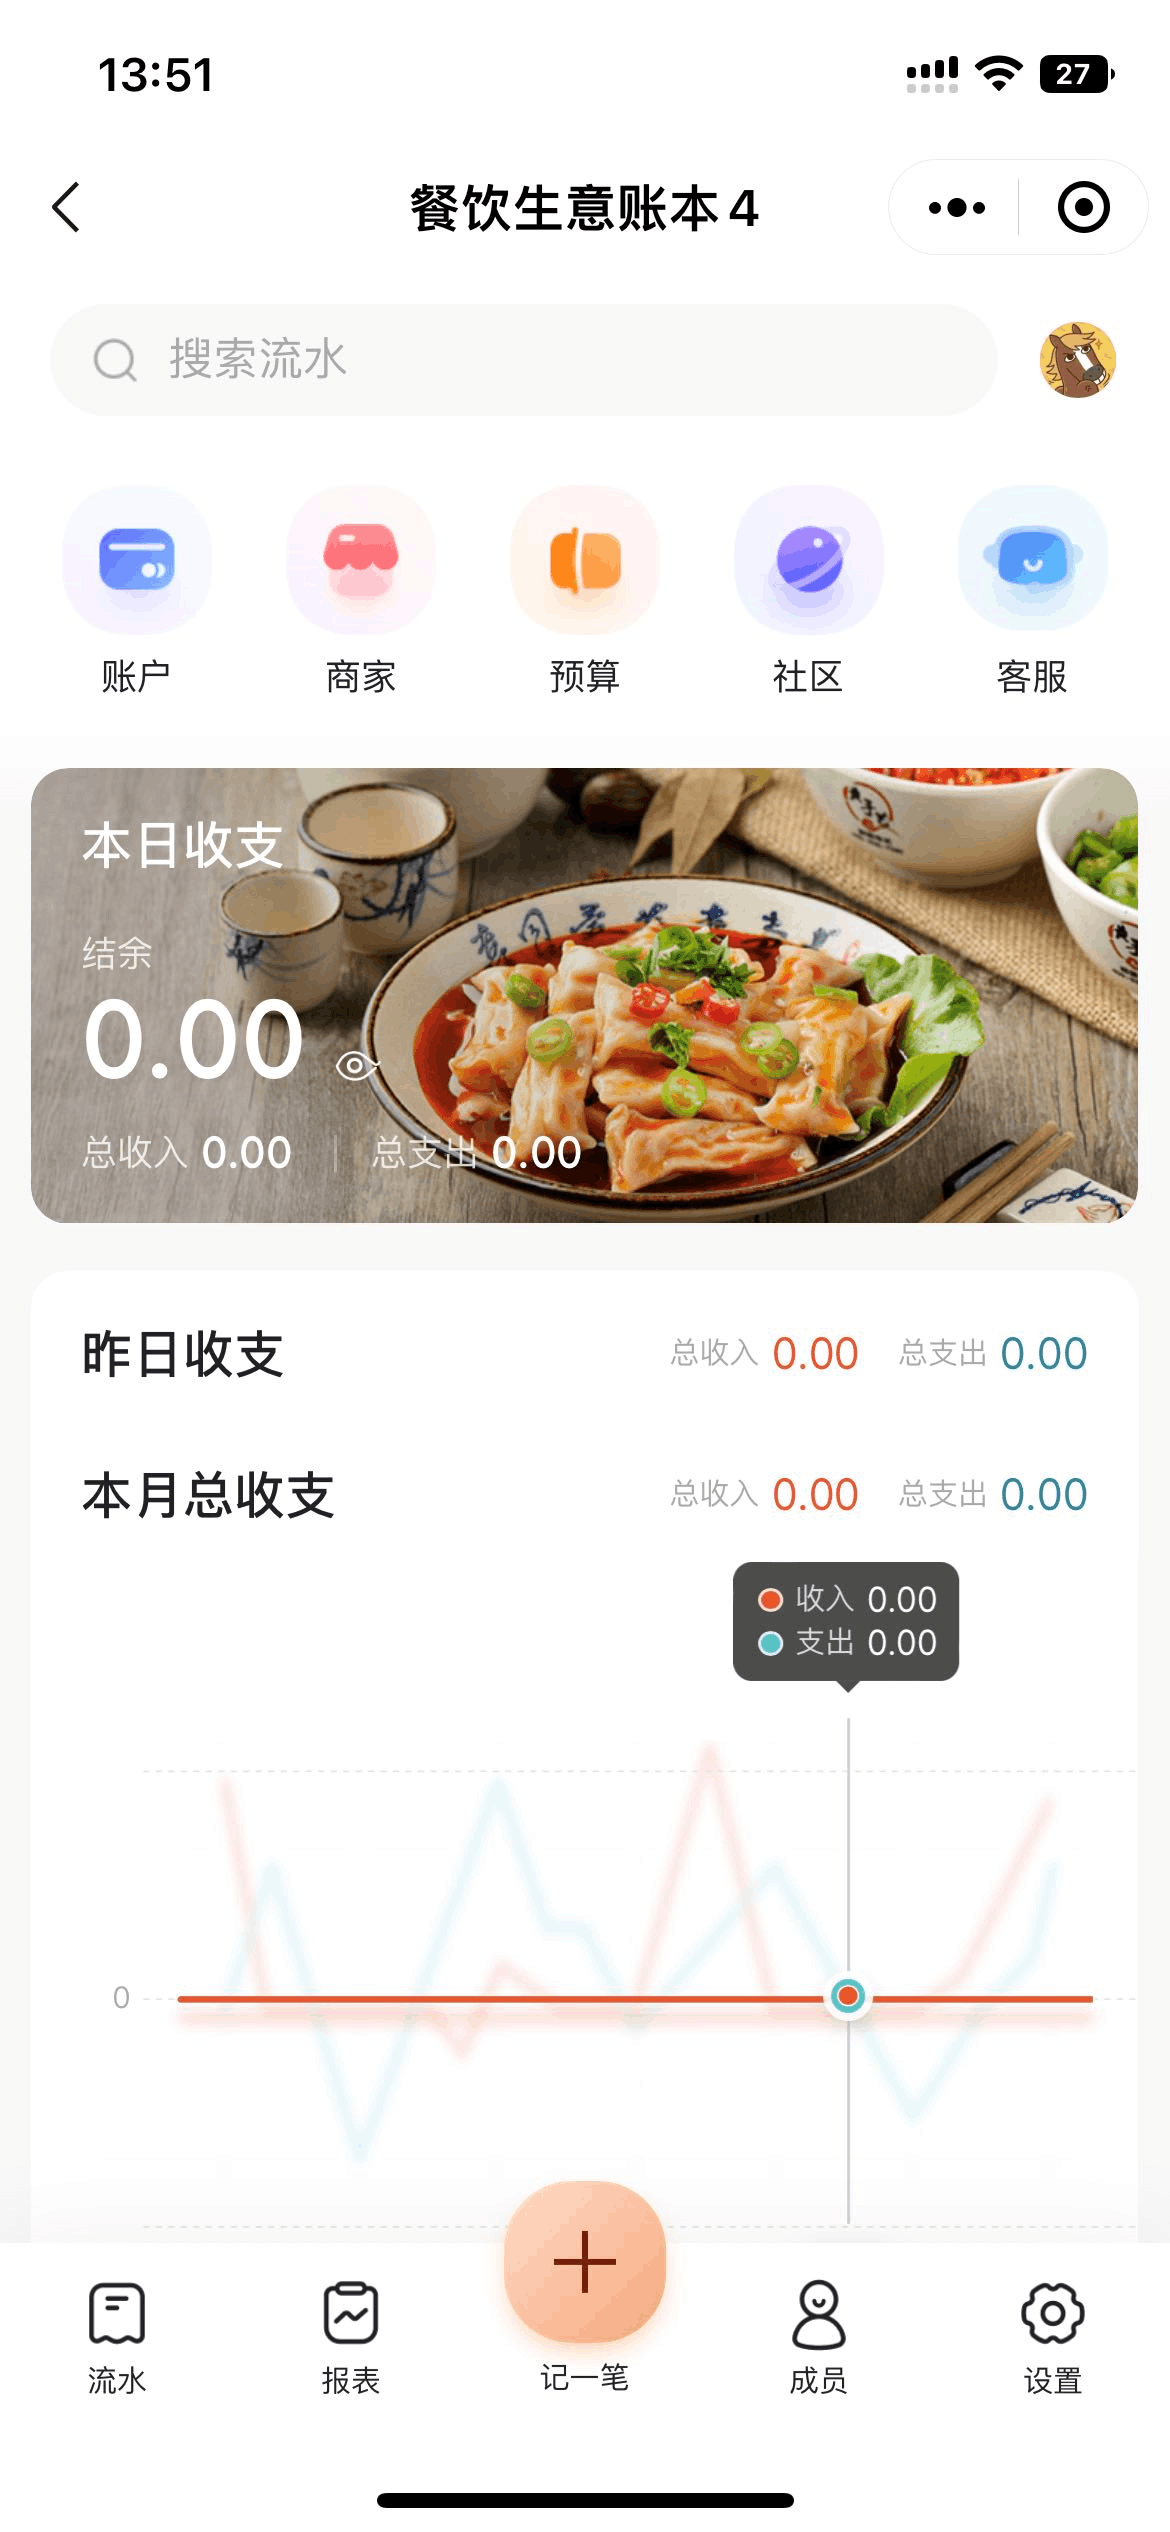 13:51
27
餐饮生意账本4
搜索流水
账户 商家 预算 社区 客服
本日收支
结余
0.00
总收入 0.00 总支出 0.00
昨日收支 总收入 0.00 总支出 0.00
本月总收支 总收入 0.00 总支出 0.00
收入 0.00
支出 0.00
0
流水 报表 记一笔 成员 设置